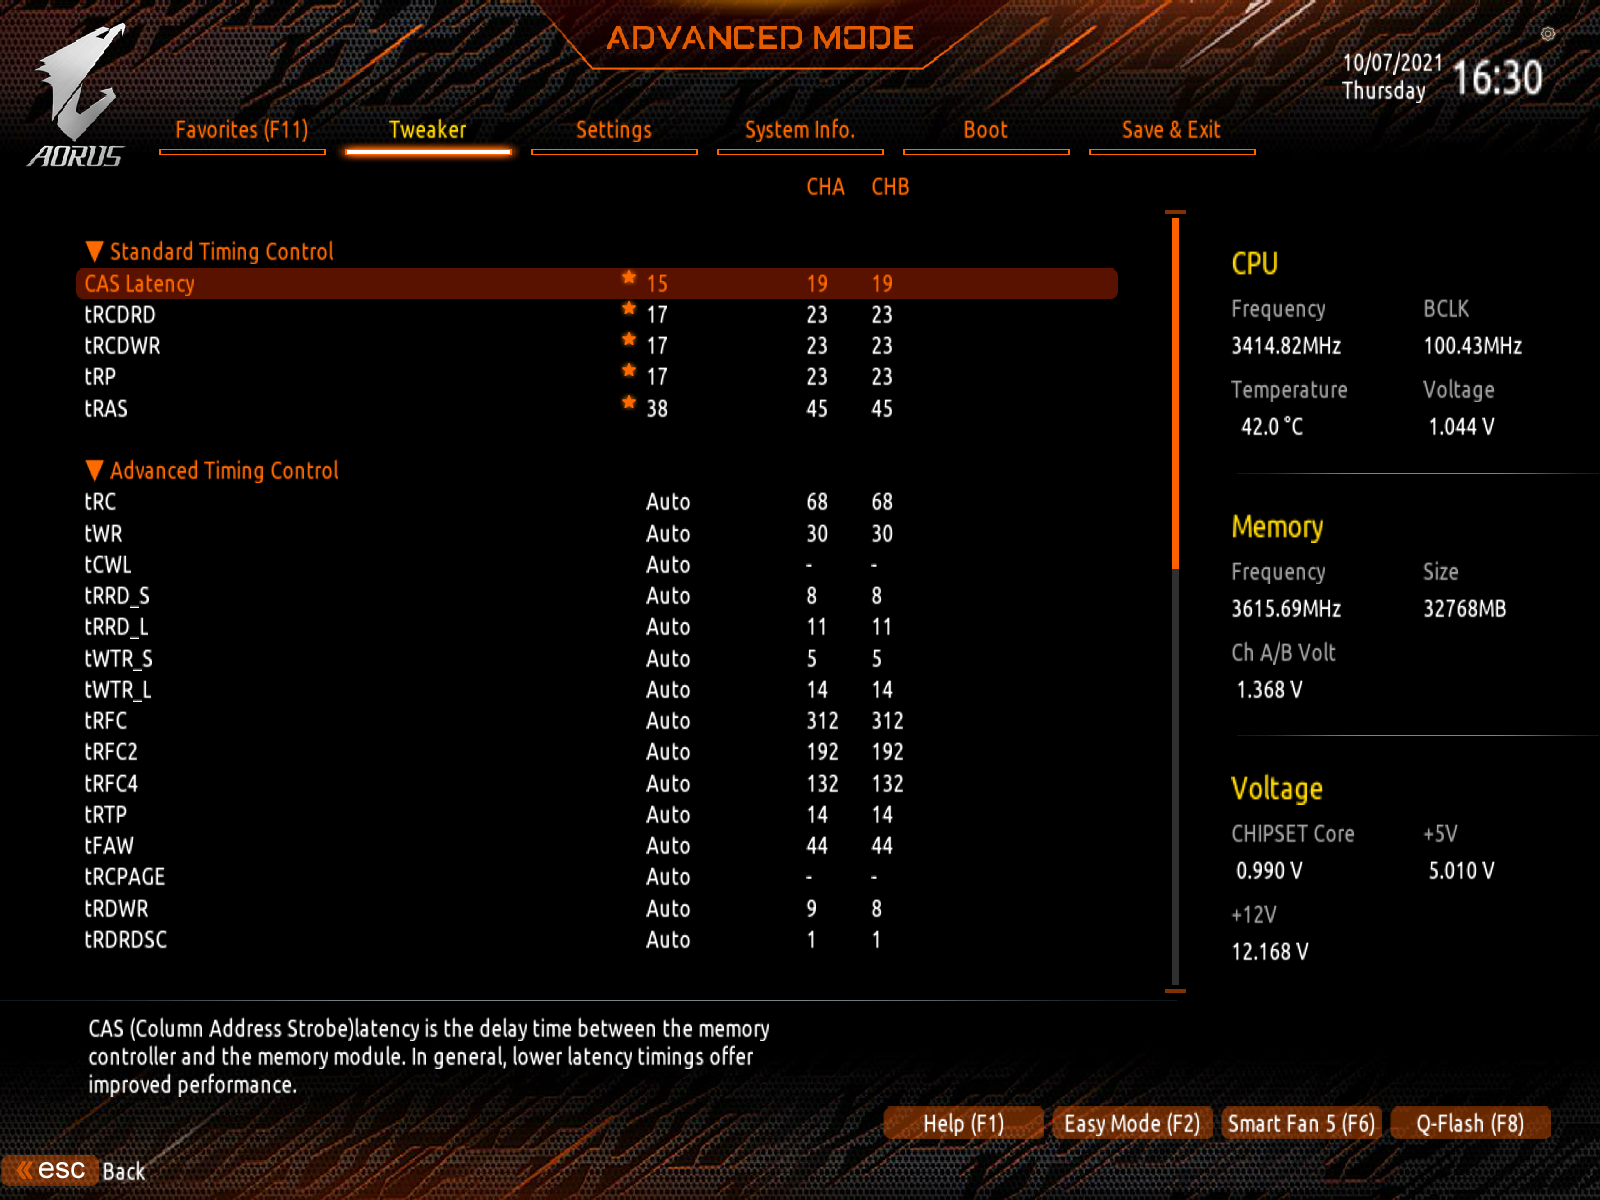 ADVANCED MODE
10/07/2021
Thursday
16:30
AORUS
Favorites (F11) Tweaker Settings System Info. Boot Save & Exit
CHA CHB
Standard Timing Control
CAS Latency 15 19 19
tRCDRD 17 23 23
tRCDWR 17 23 23
tRP 17 23 23
tRAS 38 45 45
Advanced Timing Control
tRC Auto 68 68
tWR Auto 30 30
tCWL Auto - -
tRRD_S Auto 8 8
tRRD_L Auto 11 11
tWTR_S Auto 5 5
tWTR_L Auto 14 14
tRFC Auto 312 312
tRFC2 Auto 192 192
tRFC4 Auto 132 132
tRTP Auto 14 14
tFAW Auto 44 44
tRCPAGE Auto - -
tRDWR Auto 9 8
tRDRDSC Auto 1 1
CPU
Frequency BCLK
3414.82MHz 100.43MHz
Temperature Voltage
42.0 °C 1.044 V
Memory
Frequency Size
3615.69MHz 32768MB
Ch A/B Volt
1.368 V
Voltage
CHIPSET Core +5V
0.990 V 5.010 V
+12V
12.168 V
CAS (Column Address Strobe)latency is the delay time between the memory
controller and the memory module. In general, lower latency timings offer
improved performance.
Help (F1) Easy Mode (F2) Smart Fan 5 (F6) Q-Flash (F8)
esc Back